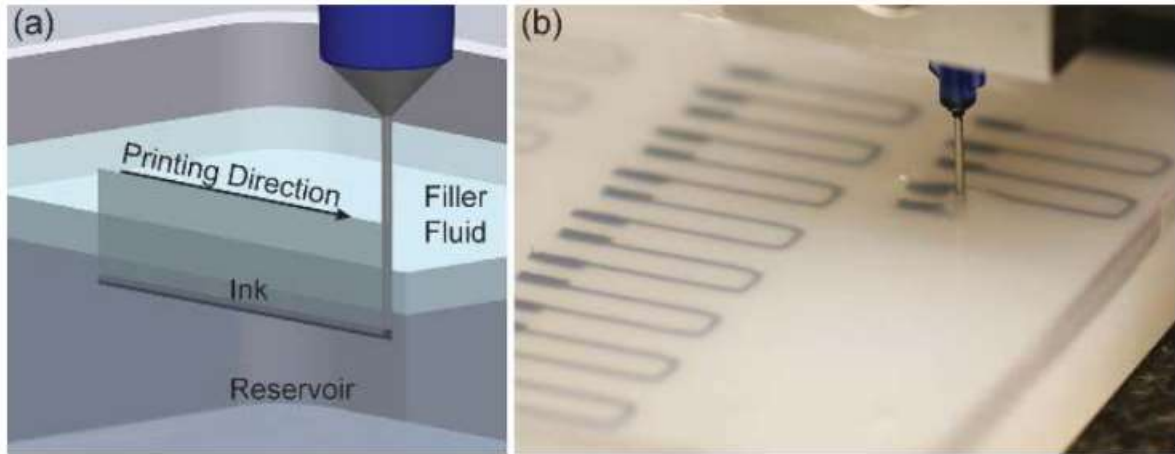 (a)
Printing Direction
Filler
Fluid
Ink
Reservoir
(b)